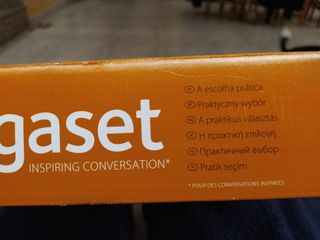 gaset
INSPIRING CONVERSATION*
A escolha prática
Praktyczny wybór
A praktikus választás
Η πρακτική επιλογή
Практичный выбор
Pratik seçim
* POUR DES CONVERSATIONS INSPIRÉES